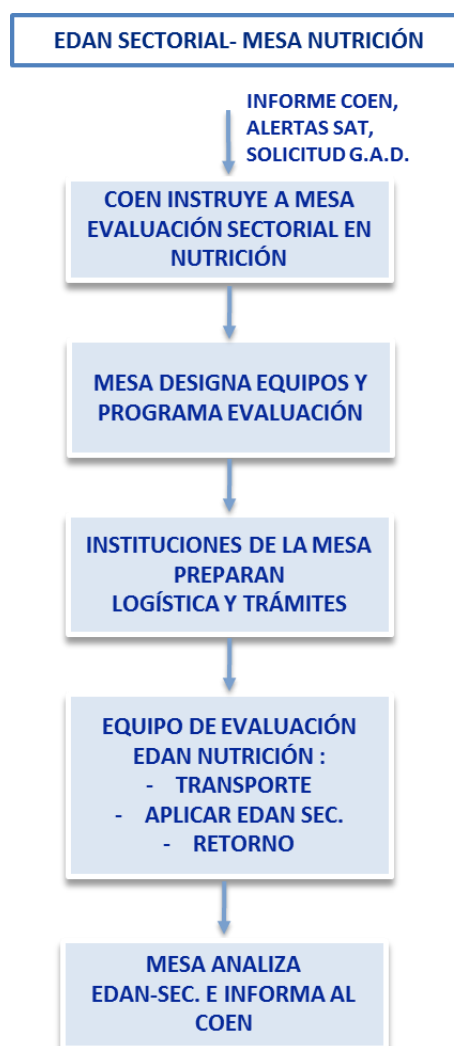 EDAN SECTORIAL- MESA NUTRICIÓN
INFORME COEN,
ALERTAS SAT,
SOLICITUD G.A.D.
COEN INSTRUYE A MESA
EVALUACIÓN SECTORIAL EN
NUTRICIÓN
MESA DESIGNA EQUIPOS Y
PROGRAMA EVALUACIÓN
INSTITUCIONES DE LA MESA
PREPARAN
LOGÍSTICA Y TRÁMITES
EQUIPO DE EVALUACIÓN
EDAN NUTRICIÓN :
- TRANSPORTE
- APLICAR EDAN SEC.
- RETORNO
MESA ANALIZA
EDAN-SEC. E INFORMA AL
COEN